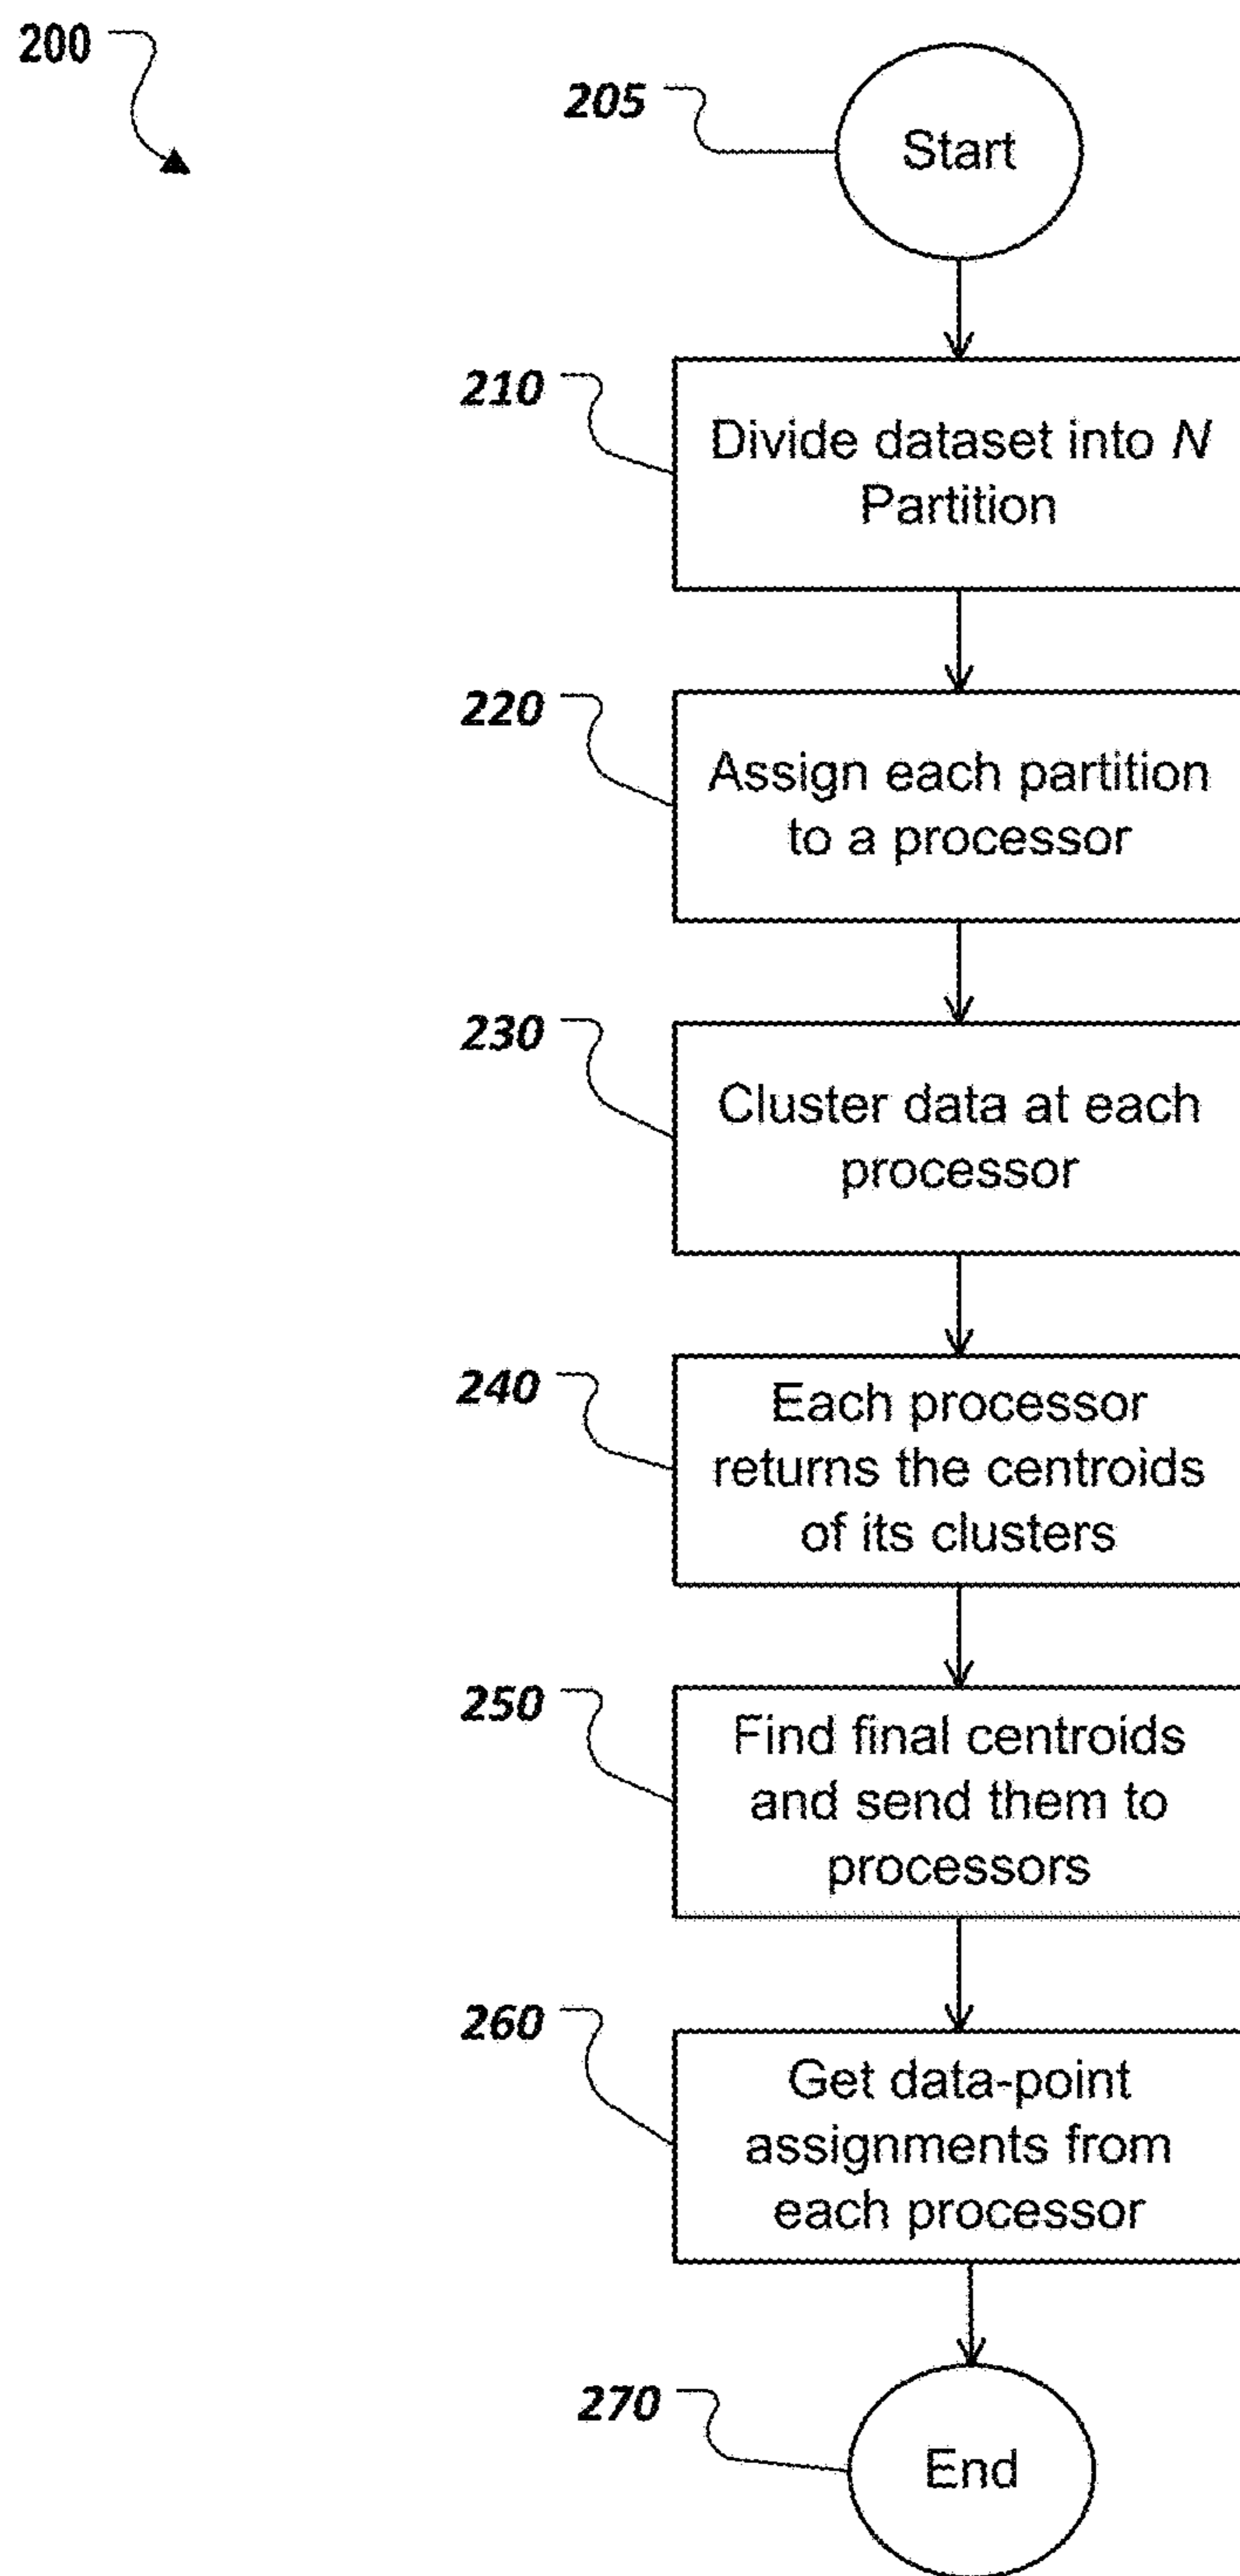 200
205
Start
210
Divide dataset into N
Partition
220
Assign each partition
to a processor
230
Cluster data at each
processor
240
Each processor
returns the centroids
of its clusters
250
Find final centroids
and send them to
processors
260
Get data-point
assignments from
each processor
270
End